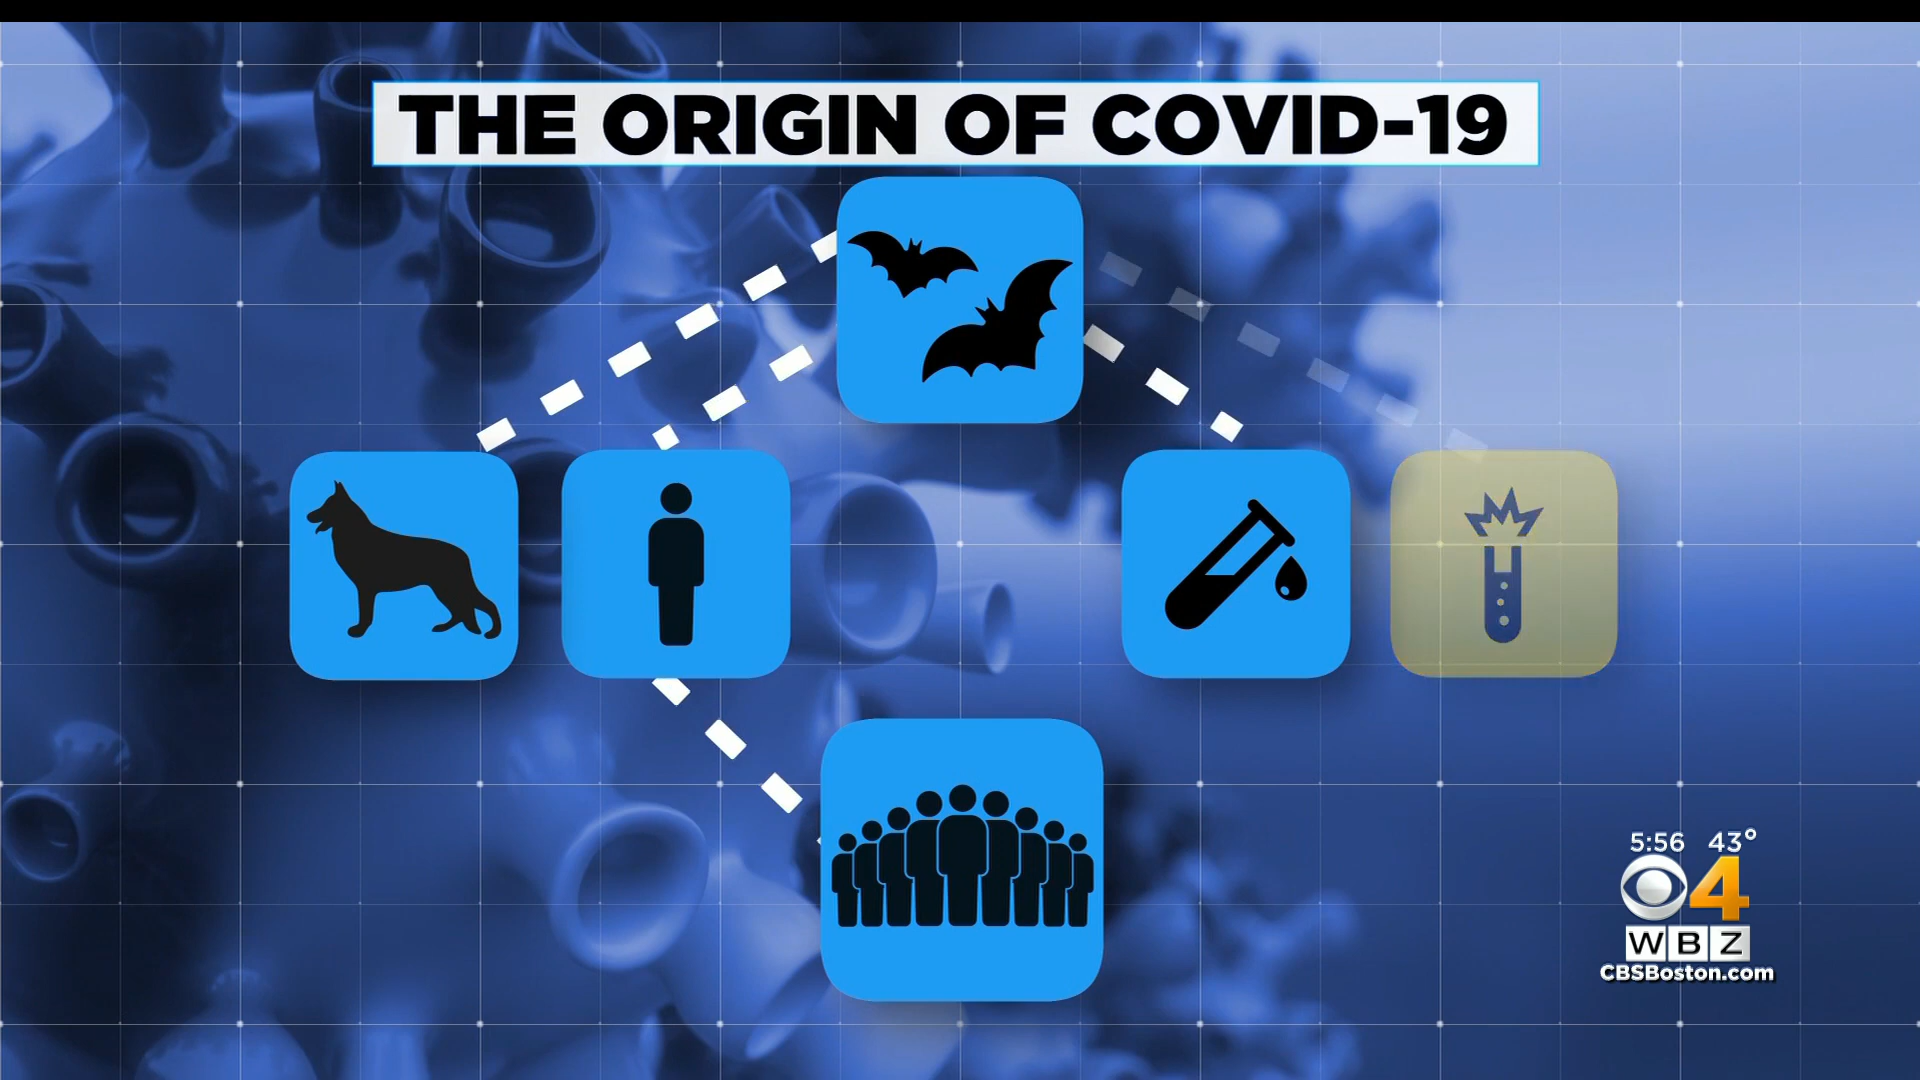 THE ORIGIN OF COVID-19
5:56 43°
4
WBZ
CBSBoston.com